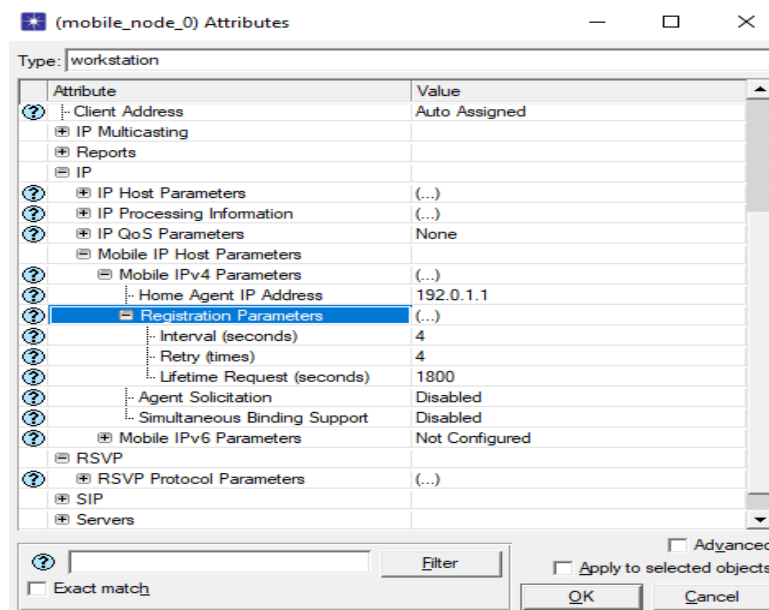 (mobile_node_0) Attributes
Type: workstation
Attribute Value
Client Address Auto Assigned
IP Multicasting
Reports
IP
IP Host Parameters (...)
IP Processing Information (...)
IP QoS Parameters None
Mobile IP Host Parameters
Mobile IPv4 Parameters (...)
Home Agent IP Address 192.0.1.1
Registration Parameters (...)
Interval (seconds) 4
Retry (times) 4
Lifetime Request (seconds) 1800
Agent Solicitation Disabled
Simultaneous Binding Support Disabled
Mobile IPv6 Parameters Not Configured
RSVP
RSVP Protocol Parameters (...)
SIP
Servers
Advanced
Filter
Apply to selected objects
Exact match
OK Cancel